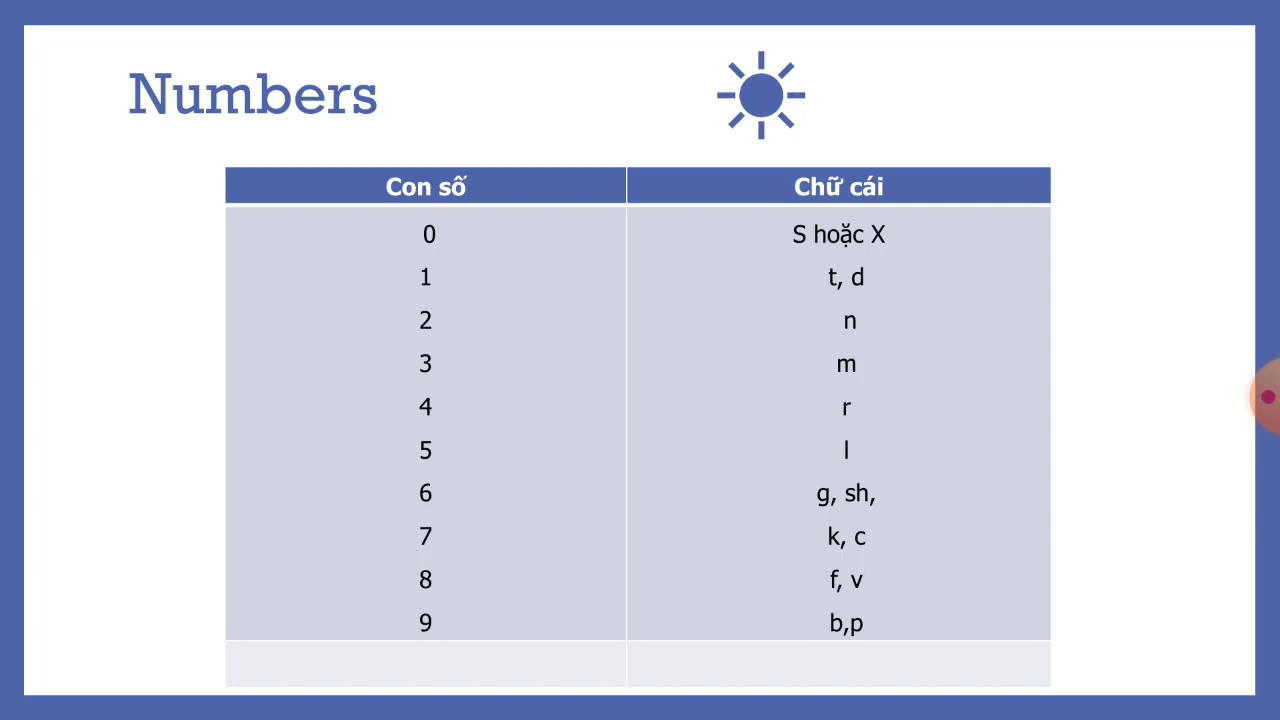 Numbers
Con số Chữ cái
0 S hoặc X
1 t, d
2 n
3 m
4 r
5 l
6 g, sh,
7 k, c
8 f, v
9 b,p